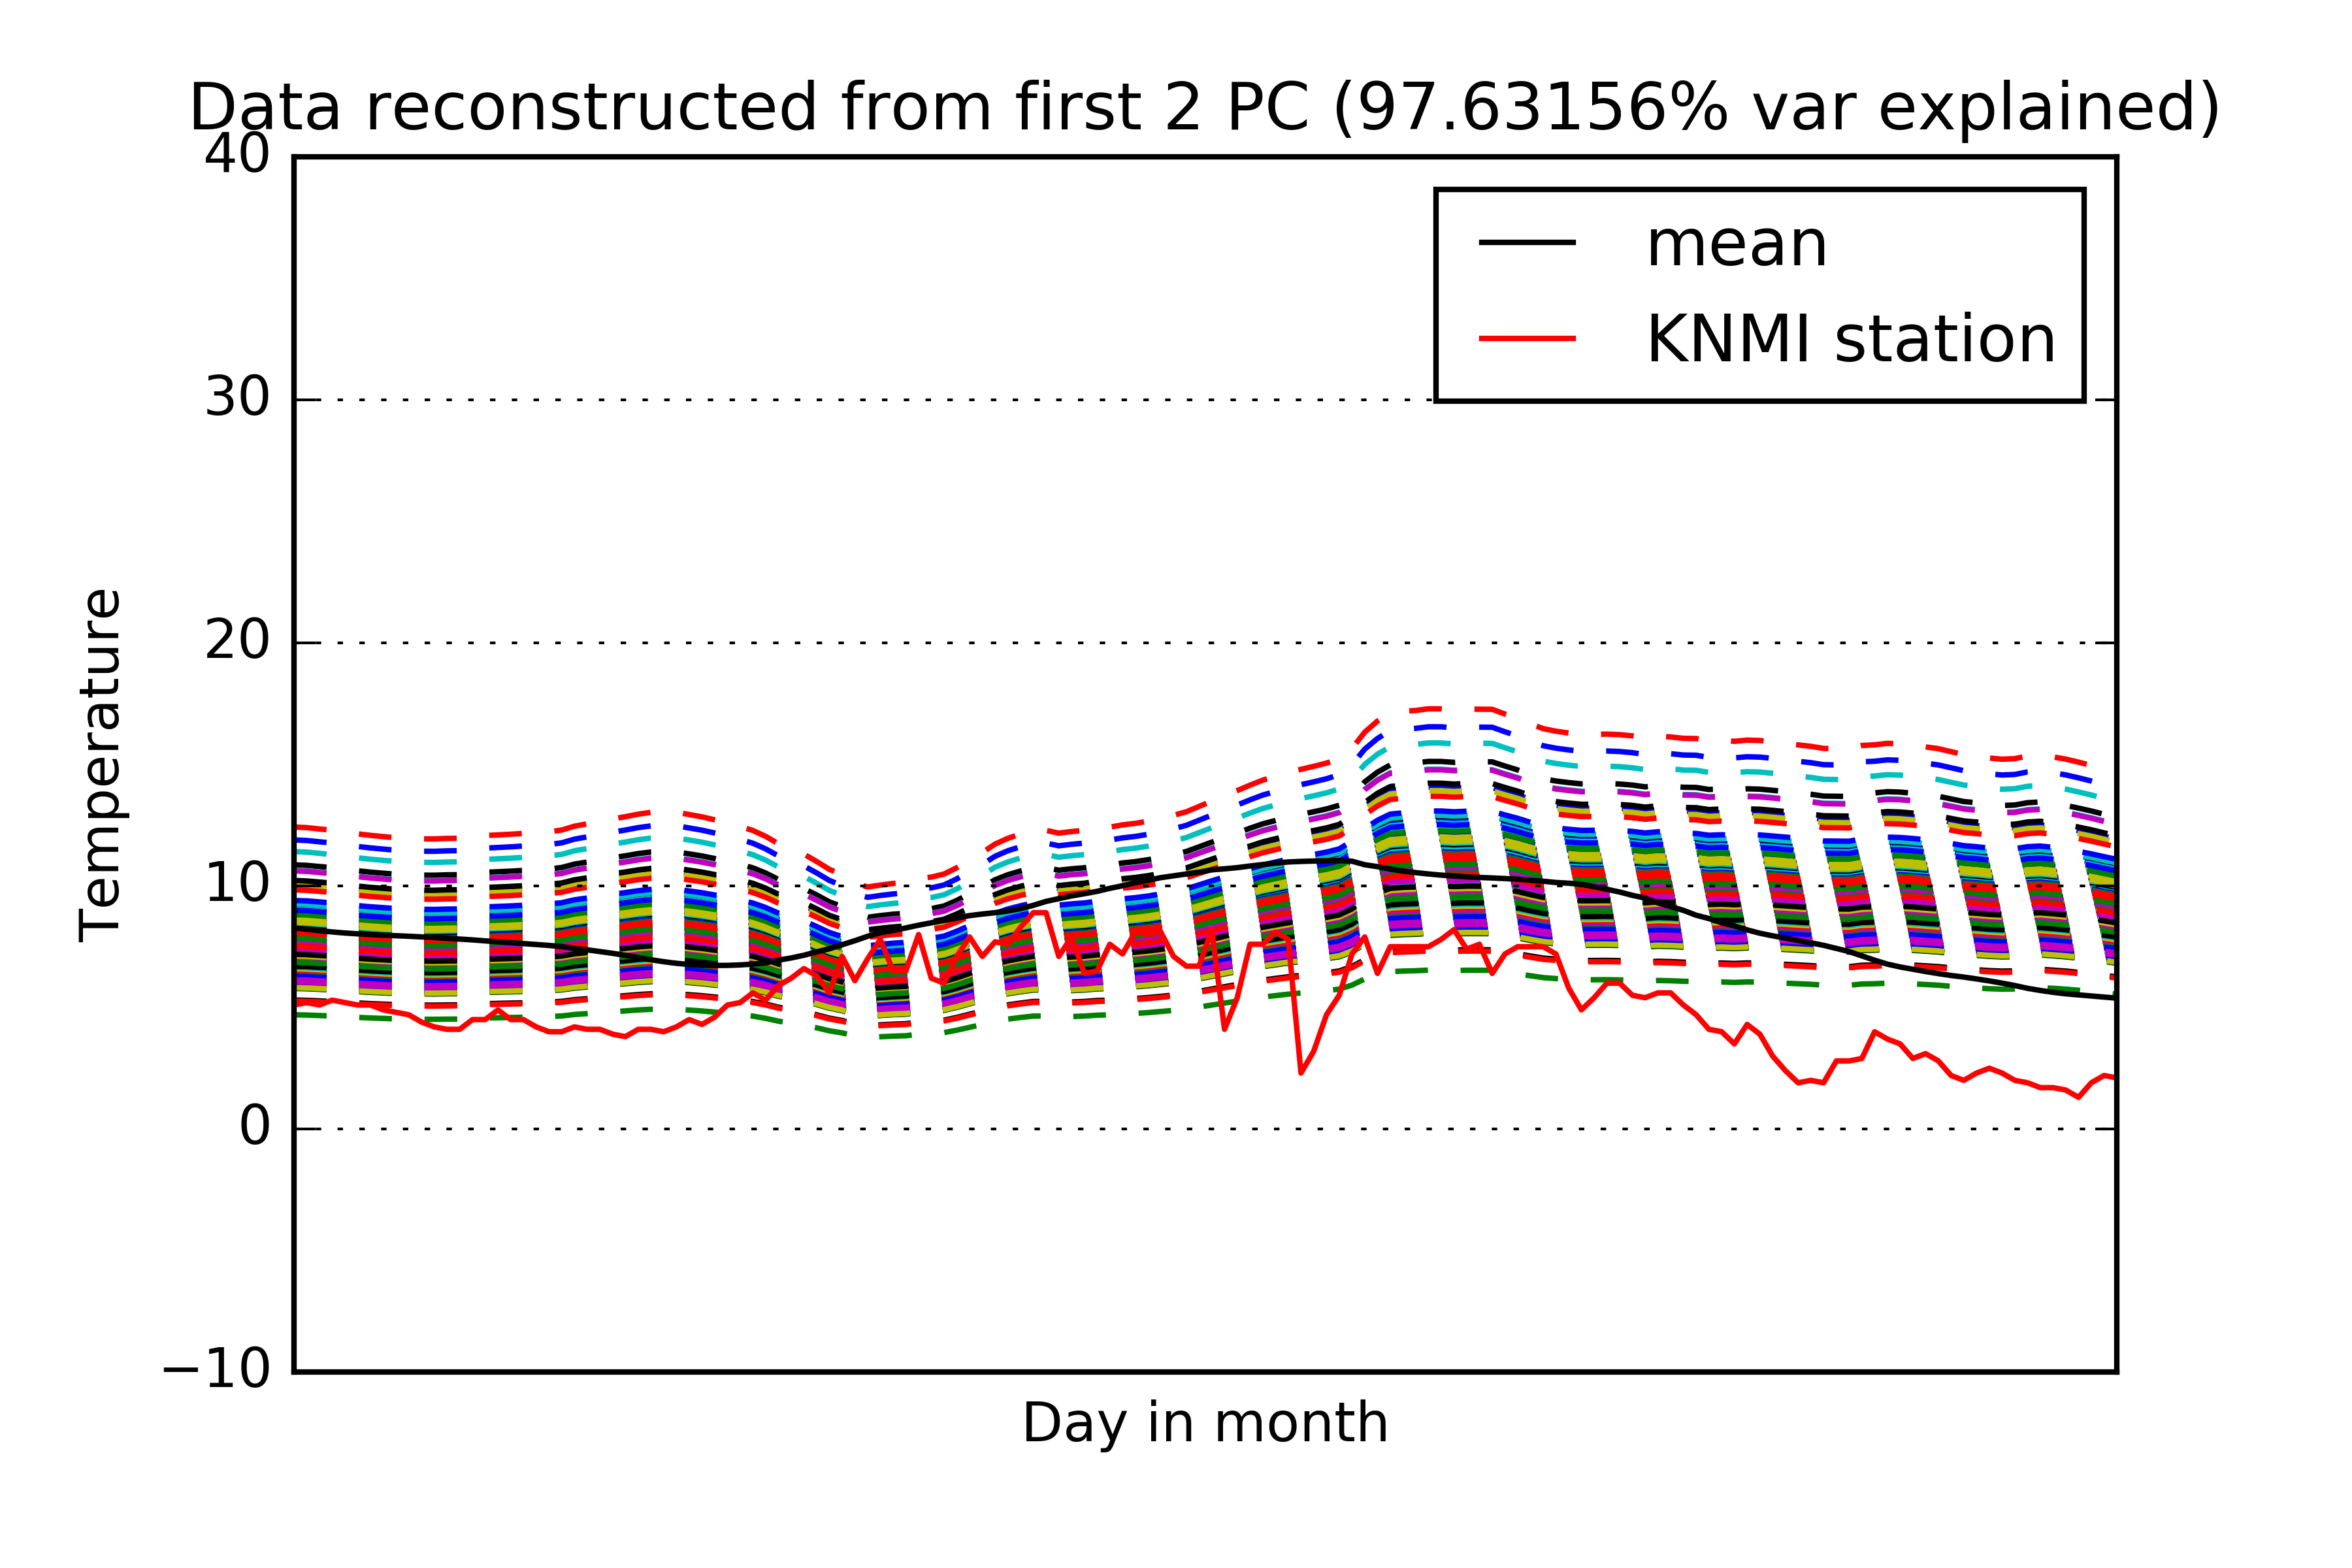 Data reconstructed from first 2 PC (97.63156% var explained)
40
30
20
10
0
−10
Temperature
Day in month
mean
KNMI station